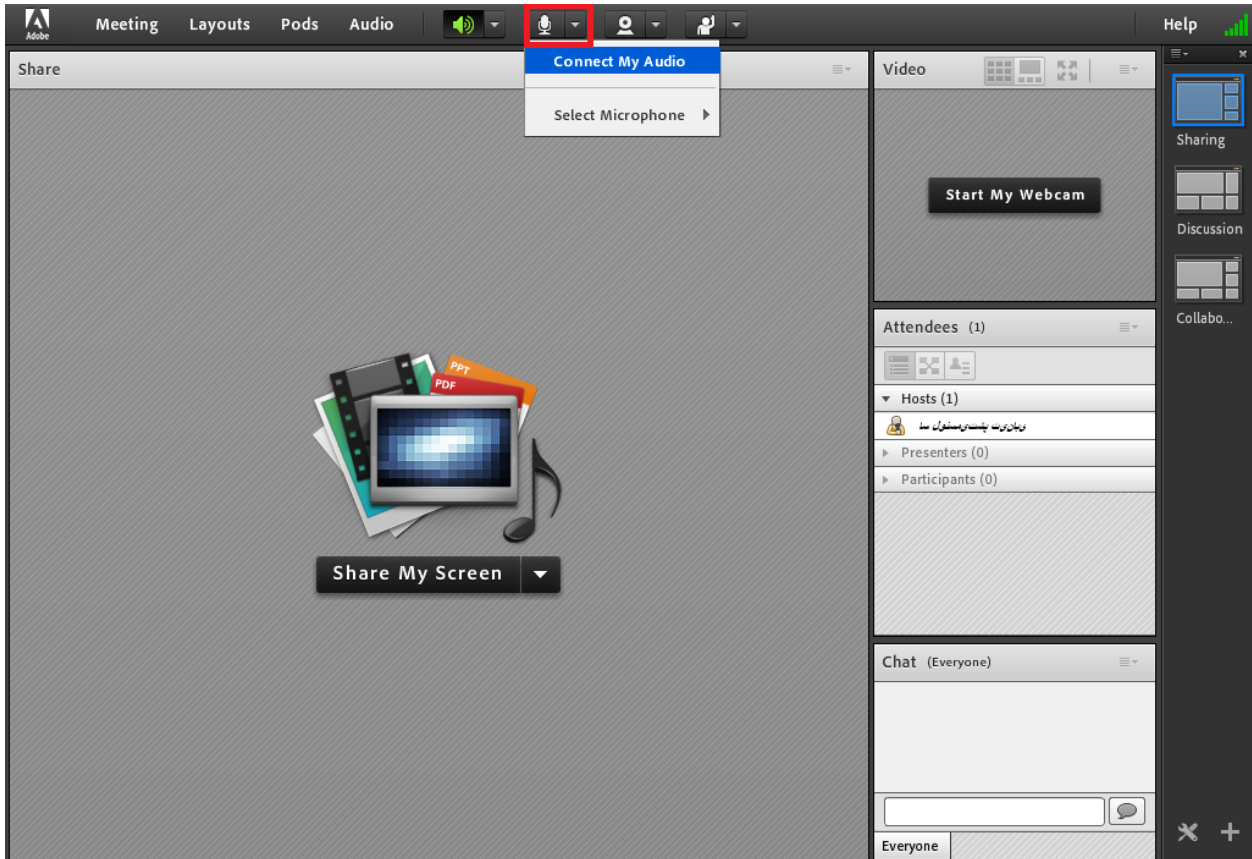 Adobe Meeting Layouts Pods Audio Help
Connect My Audio
Select Microphone
Share
PPT
PDF
Share My Screen
Video
Start My Webcam
Attendees (1)
Hosts (1)
Presenters (0)
Participants (0)
Chat (Everyone)
Everyone
Sharing
Discussion
Collabo...